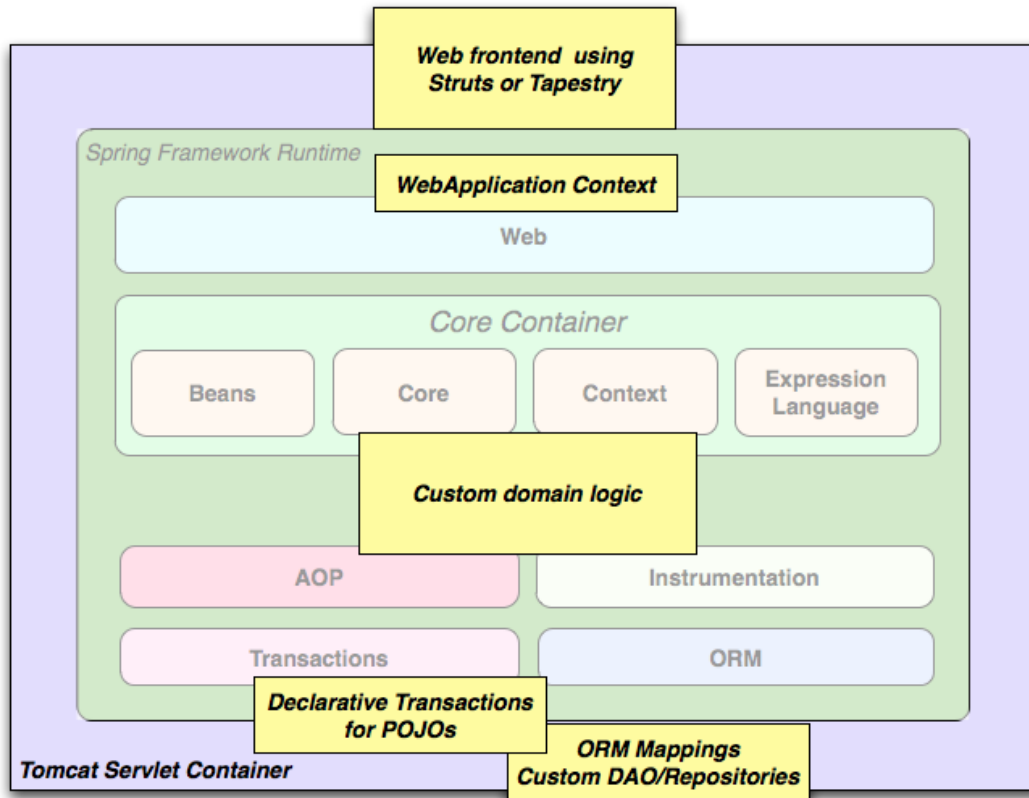 Web frontend using
Struts or Tapestry
Spring Framework Runtime
WebApplication Context
Web
Core Container
Beans
Core
Context
Expression
Language
Custom domain logic
AOP
Instrumentation
Transactions
ORM
Declarative Transactions
for POJOs
ORM Mappings
Custom DAO/Repositories
Tomcat Servlet Container